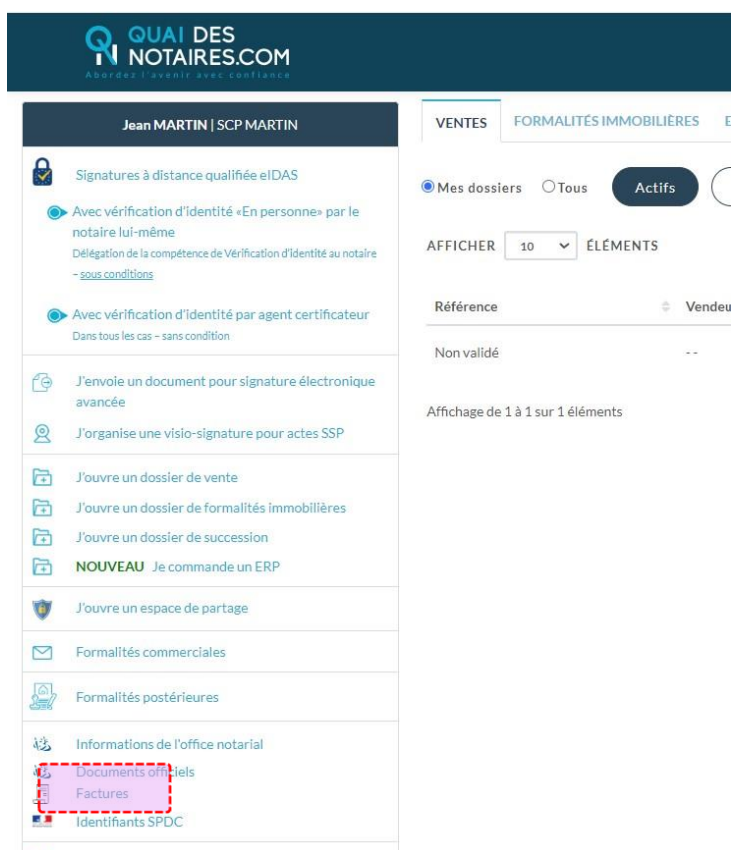 QUAI DES
NOTAIRES.COM
Abordez l'avenir avec confiance
Jean MARTIN | SCP MARTIN
Signatures à distance qualifiée eIDAS
Avec vérification d'identité «En personne» par le
notaire lui-même
Délégation de la compétence de Vérification d'identité au notaire
– sous conditions
Avec vérification d'identité par agent certificateur
Dans tous les cas – sans condition
J'envoie un document pour signature électronique
avancée
J'organise une visio-signature pour actes SSP
J'ouvre un dossier de vente
J'ouvre un dossier de formalités immobilières
J'ouvre un dossier de succession
NOUVEAU Je commande un ERP
J'ouvre un espace de partage
Formalités commerciales
Formalités postérieures
Informations de l'office notarial
Documents officiels
Factures
Identifiants SPDC
VENTES FORMALITÉS IMMOBILIÈRES E
Mes dossiers Tous Actifs
AFFICHER 10 ÉLÉMENTS
Référence Vendeu
Non validé - -
Affichage de 1 à 1 sur 1 éléments